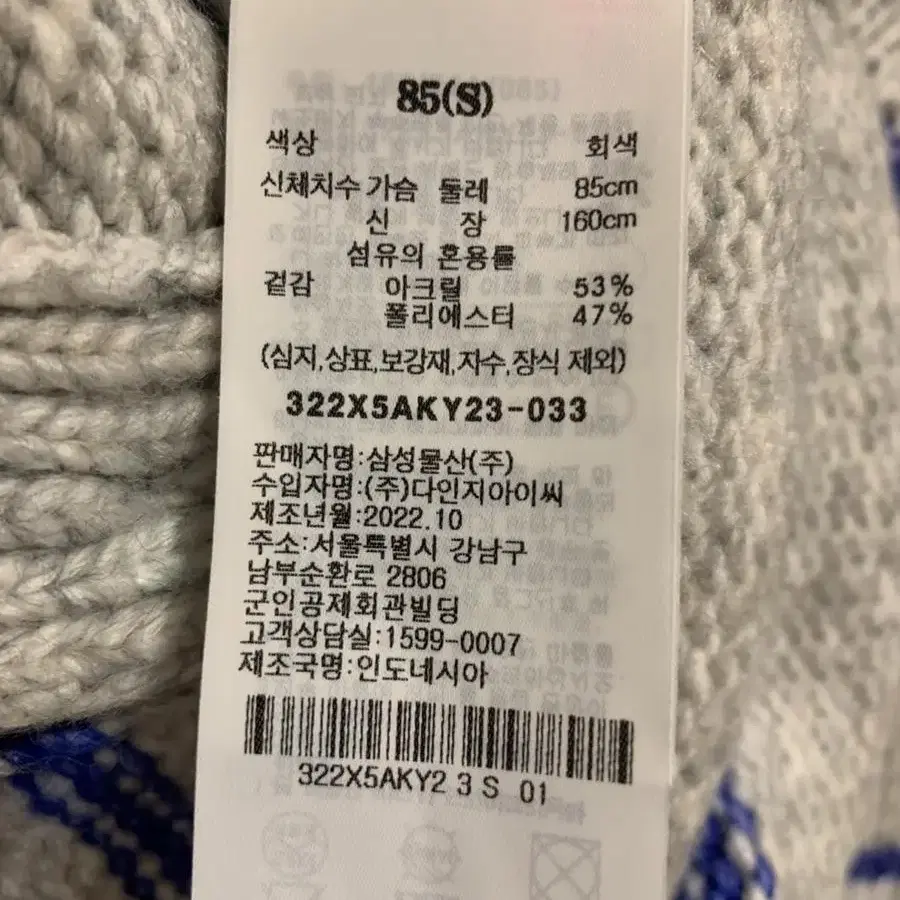 85(S)
색상 회색
신체치수 가슴 둘레 85cm
신 장 160cm
섬유의 혼용률
겉감 아크릴 53%
폴리에스터 47%
(심지,상표,보강재,자수,장식 제외)
322X5AKY23-033
판매자명:삼성물산(주)
수입자명:(주)다인지아이씨
제조년월:2022.10
주소:서울특별시 강남구
남부순환로 2806
군인공제회관빌딩
고객상담실:1599-0007
제조국명:인도네시아
322X5AKY2 3 S 01